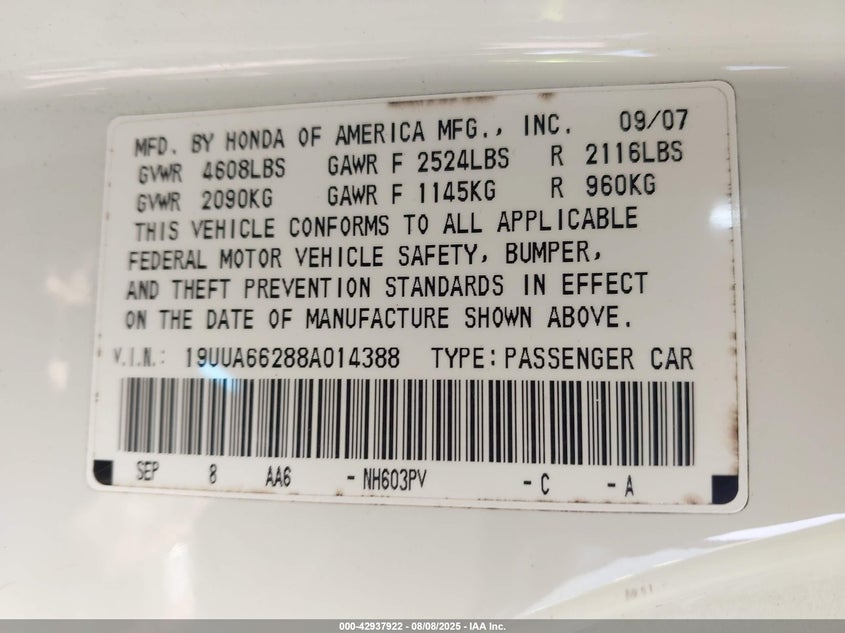 MFD. BY HONDA OF AMERICA MFG., INC. 09/07
GVWR 4608LBS GAWR F 2524LBS R 2116LBS
GVWR 2090KG GAWR F 1145KG R 960KG
THIS VEHICLE CONFORMS TO ALL APPLICABLE
FEDERAL MOTOR VEHICLE SAFETY, BUMPER,
AND THEFT PREVENTION STANDARDS IN EFFECT
ON THE DATE OF MANUFACTURE SHOWN ABOVE.
V.I.N.: 19UUA66288A014388 TYPE: PASSENGER CAR
SEP 8 AA6 - NH603PV - C - A
000-42937922 - 08/08/2025 - IAA Inc.